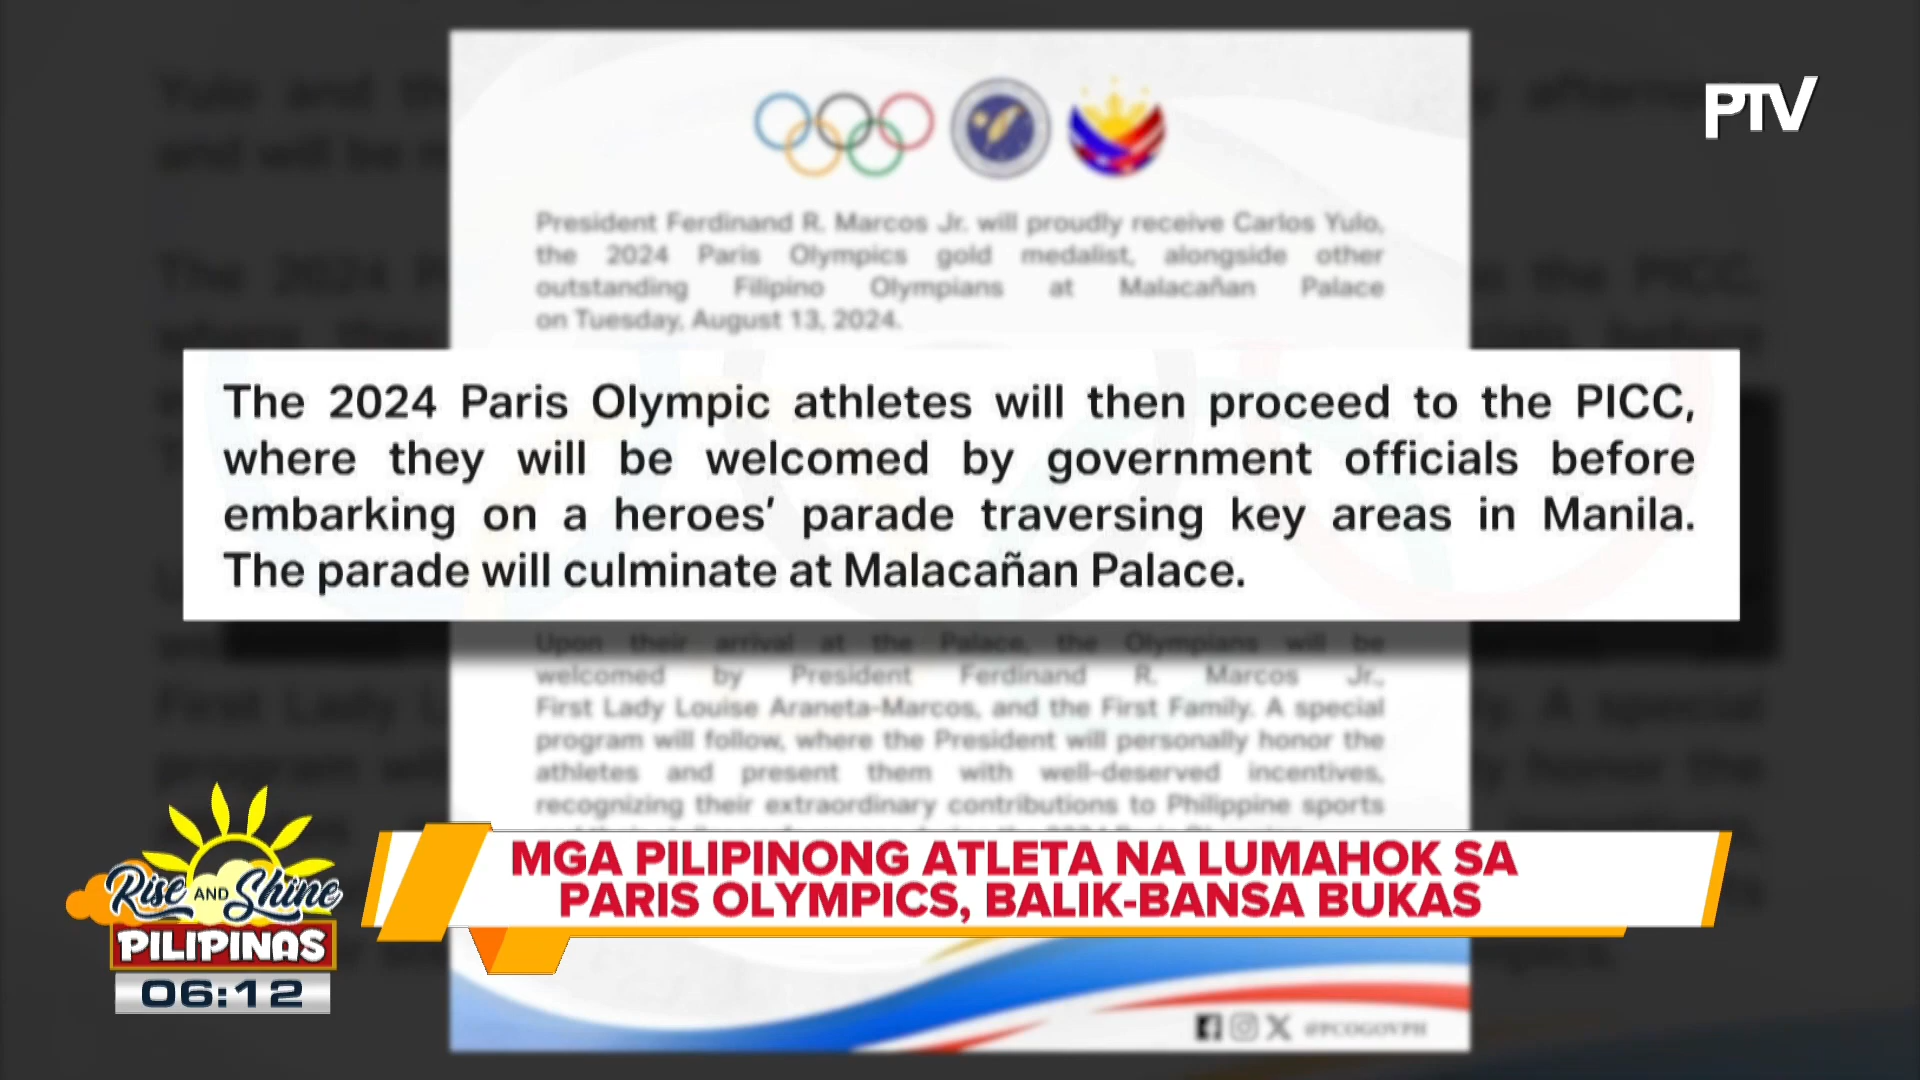 PTV
President Ferdinand R. Marcos Jr. will proudly receive Carlos Yulo,
the 2024 Paris Olympics gold medalist, alongside other
outstanding Filipino Olympians at Malacañan Palace
on Tuesday, August 13, 2024.
The 2024 Paris Olympic athletes will then proceed to the PICC,
where they will be welcomed by government officials before
embarking on a heroes’ parade traversing key areas in Manila.
The parade will culminate at Malacañan Palace.
Upon their arrival at the Palace, the Olympians will be
welcomed by President Ferdinand R. Marcos Jr.,
First Lady Louise Araneta-Marcos, and the First Family. A special
program will follow, where the President will personally honor the
athletes and present them with well-deserved incentives,
recognizing their extraordinary contributions to Philippine sports
MGA PILIPINONG ATLETA NA LUMAHOK SA
PARIS OLYMPICS, BALIK-BANSA BUKAS
Rise AND Shine
PILIPINAS
06:12
@PCOGOVPH